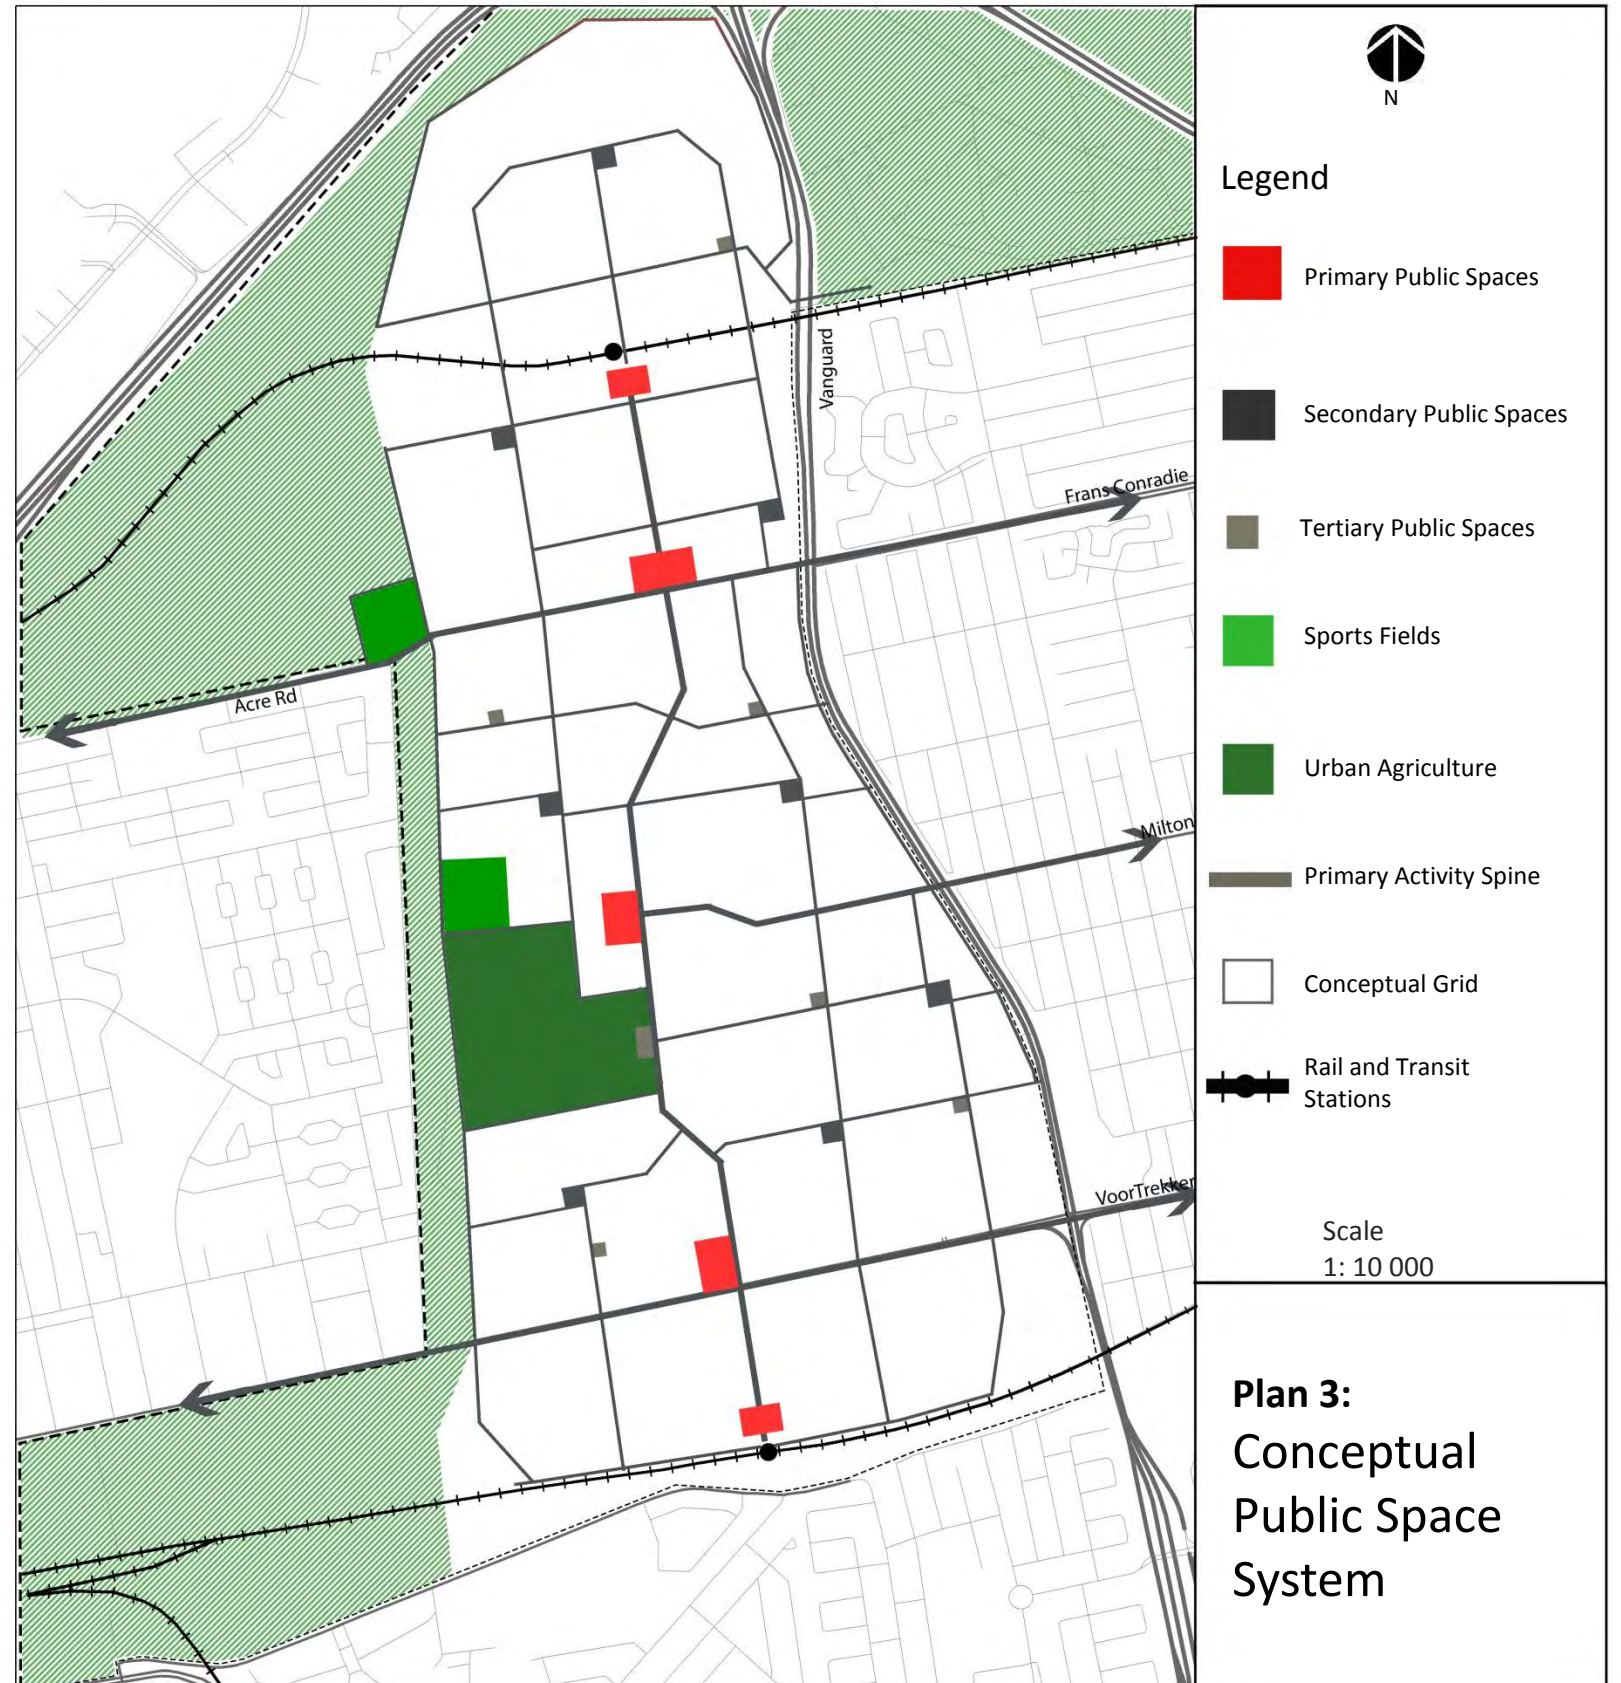 N
Legend
Primary Public Spaces
Secondary Public Spaces
Tertiary Public Spaces
Sports Fields
Urban Agriculture
Primary Activity Spine
Conceptual Grid
Rail and Transit
Stations
Scale
1: 10 000
Plan 3:
Conceptual
Public Space
System
Vanguard
Frans Conradie
Acre Rd
Milton
VoorTrekker